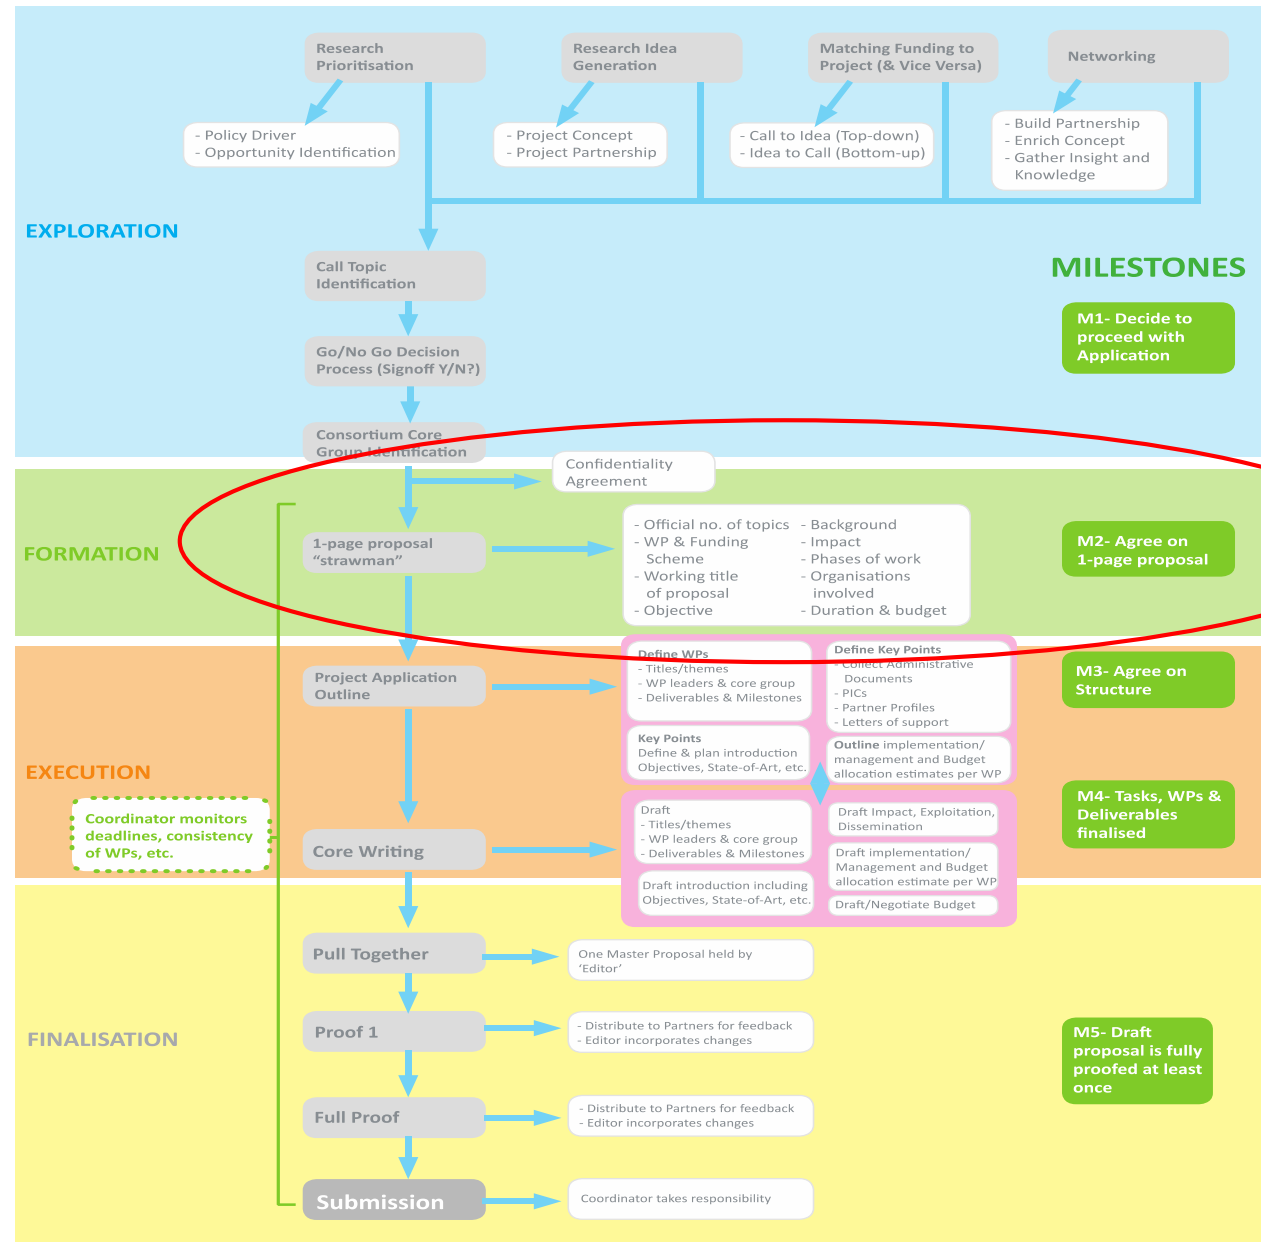 Research
Prioritisation
Research Idea
Generation
Matching Funding to
Project (& Vice Versa)
Networking
- Policy Driver
- Opportunity Identification
- Project Concept
- Project Partnership
- Call to Idea (Top-down)
- Idea to Call (Bottom-up)
- Build Partnership
- Enrich Concept
- Gather Insight and
Knowledge
EXPLORATION
MILESTONES
Call Topic
Identification
M1- Decide to
proceed with
Application
Go/No Go Decision
Process (Signoff Y/N?)
Consortium Core
Group Identification
Confidentiality
Agreement
FORMATION
1-page proposal
“strawman”
- Official no. of topics
- WP & Funding
Scheme
- Working title
of proposal
- Objective
- Background
- Impact
- Phases of work
- Organisations
involved
- Duration & budget
M2- Agree on
1-page proposal
Project Application
Outline
Define WPs
- Titles/themes
- WP leaders & core group
- Deliverables & Milestones
Define Key Points
- Collect Administrative
Documents
- PICs
- Partner Profiles
- Letters of support
M3- Agree on
Structure
Key Points
Define & plan introduction
Objectives, State-of-Art, etc.
Outline implementation/
management and Budget
allocation estimates per WP
EXECUTION
Coordinator monitors
deadlines, consistency
of WPs, etc.
M4- Tasks, WPs &
Deliverables
finalised
Core Writing
Draft
- Titles/themes
- WP leaders & core group
- Deliverables & Milestones
Draft Impact, Exploitation,
Dissemination
Draft implementation/
Management and Budget
allocation estimate per WP
Draft introduction including
Objectives, State-of-Art, etc.
Draft/Negotiate Budget
Pull Together
One Master Proposal held by
‘Editor’
FINALISATION
Proof 1
- Distribute to Partners for feedback
- Editor incorporates changes
M5- Draft
proposal is fully
proofed at least
once
Full Proof
- Distribute to Partners for feedback
- Editor incorporates changes
Submission
Coordinator takes responsibility